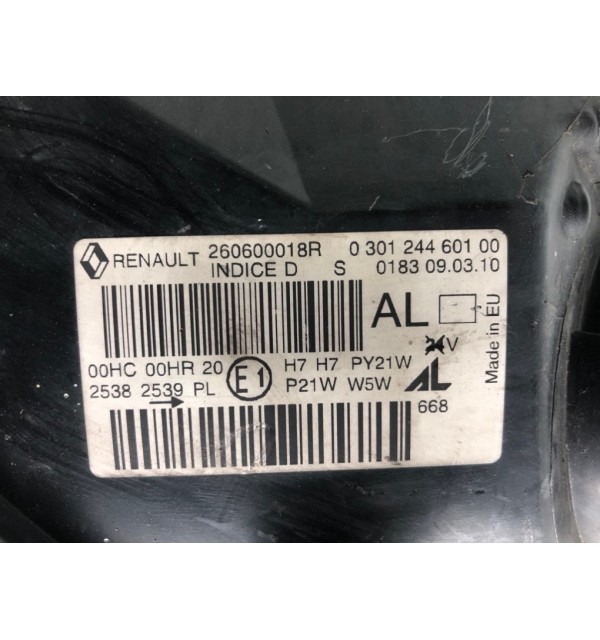 RENAULT 260600018R 0 301 244 601 00
INDICE D S 0183 09.03.10
AL
Made in EU
V
00HC 00HR 20 E1 H7 H7 PY21W
2538 2539 PL P21W W5W AL
668